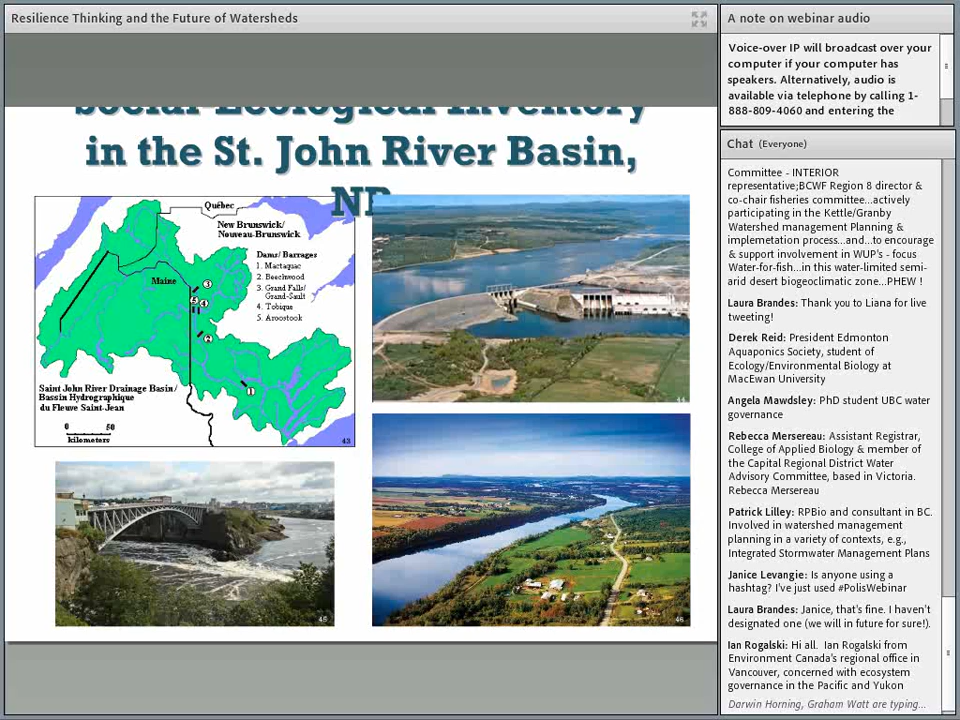 Resilience Thinking and the Future of Watersheds
Social-Ecological Inventory
in the St. John River Basin,
NB
Québec
New Brunswick/
Nouveau-Brunswick
Dams/ Barrages
1. Mactaquac
2. Beechwood
3. Grand Falls/
Grand-Sault
4. Tobique
5. Aroostook
Maine
3
5
4
2
1
Saint John River Drainage Basin/
Bassin Hydrographique
du Fleuve Saint-Jean
0 50
kilometers
43
44
45
46
A note on webinar audio
Voice-over IP will broadcast over your
computer if your computer has
speakers. Alternatively, audio is
available via telephone by calling 1-
888-809-4060 and entering the
Chat (Everyone)
Committee - INTERIOR
representative;BCWF Region 8 director &
co-chair fisheries committee...actively
participating in the Kettle/Granby
Watershed management Planning &
implemetation process...and...to encourage
& support involvement in WUP's - focus
Water-for-fish...in this water-limited semi-
arid desert biogeoclimatic zone...PHEW !
Laura Brandes: Thank you to Liana for live
tweeting!
Derek Reid: President Edmonton
Aquaponics Society, student of
Ecology/Environmental Biology at
MacEwan University
Angela Mawdsley: PhD student UBC water
governance
Rebecca Mersereau: Assistant Registrar,
College of Applied Biology & member of
the Capital Regional District Water
Advisory Committee, based in Victoria.
Rebecca Mersereau
Patrick Lilley: RPBio and consultant in BC.
Involved in watershed management
planning in a variety of contexts, e.g.,
Integrated Stormwater Management Plans
Janice Levangie: Is anyone using a
hashtag? I've just used #PolisWebinar
Laura Brandes: Janice, that's fine. I haven't
designated one (we will in future for sure!).
Ian Rogalski: Hi all. Ian Rogalski from
Environment Canada's regional office in
Vancouver, concerned with ecosystem
governance in the Pacific and Yukon
Darwin Horning, Graham Watt are typing...